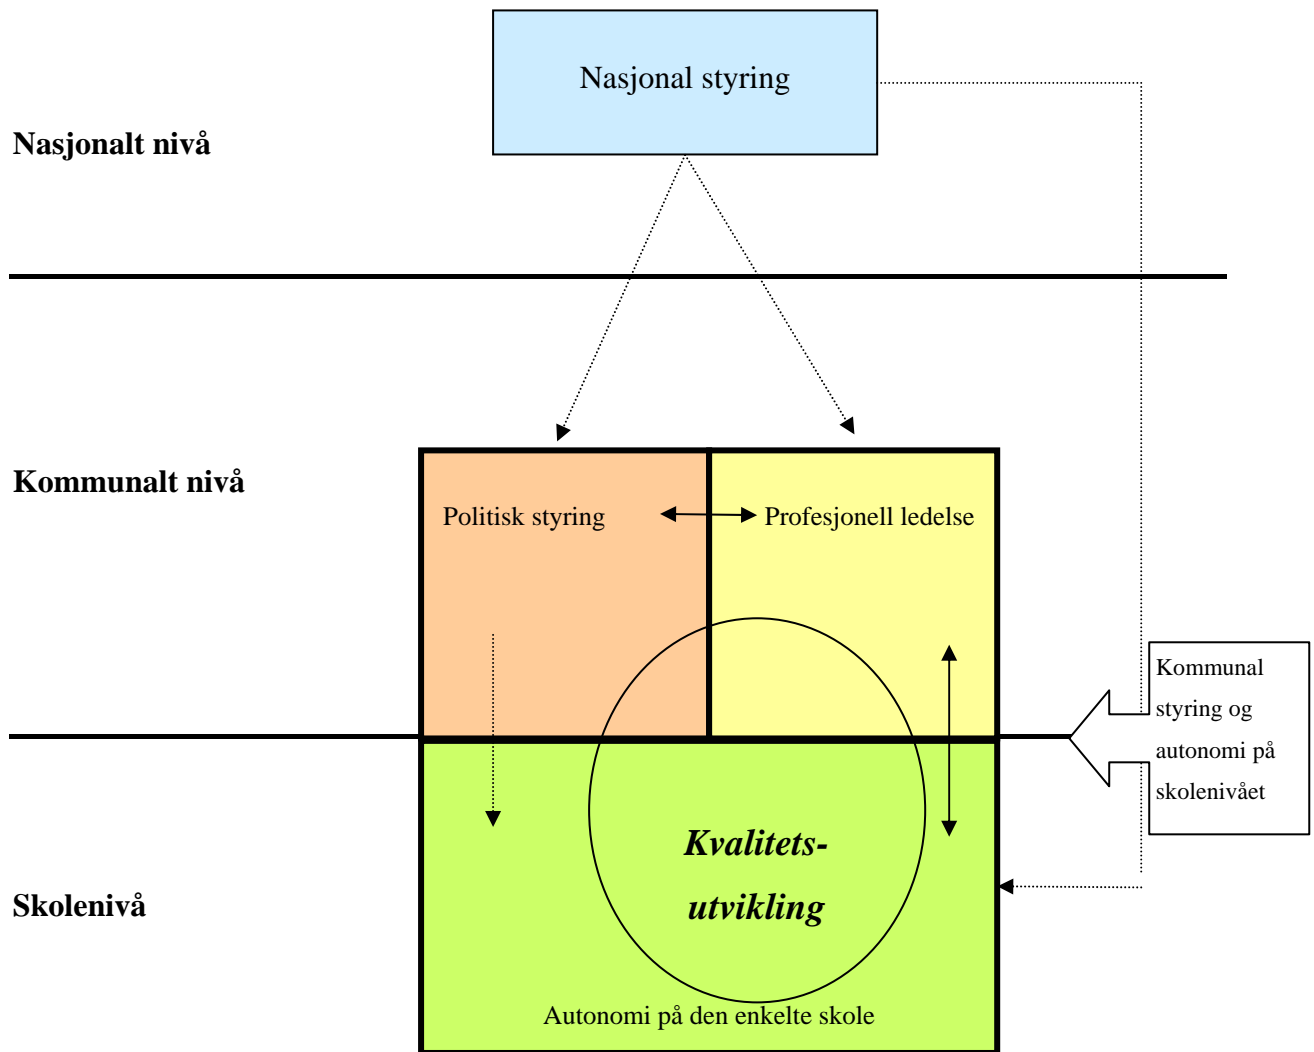 Nasjonal styring
Nasjonalt nivå
Kommunalt nivå
Politisk styring
Profesjonell ledelse
Kommunal
styring og
autonomi på
skolenivået
Kvalitets-
utvikling
Skolenivå
Autonomi på den enkelte skole